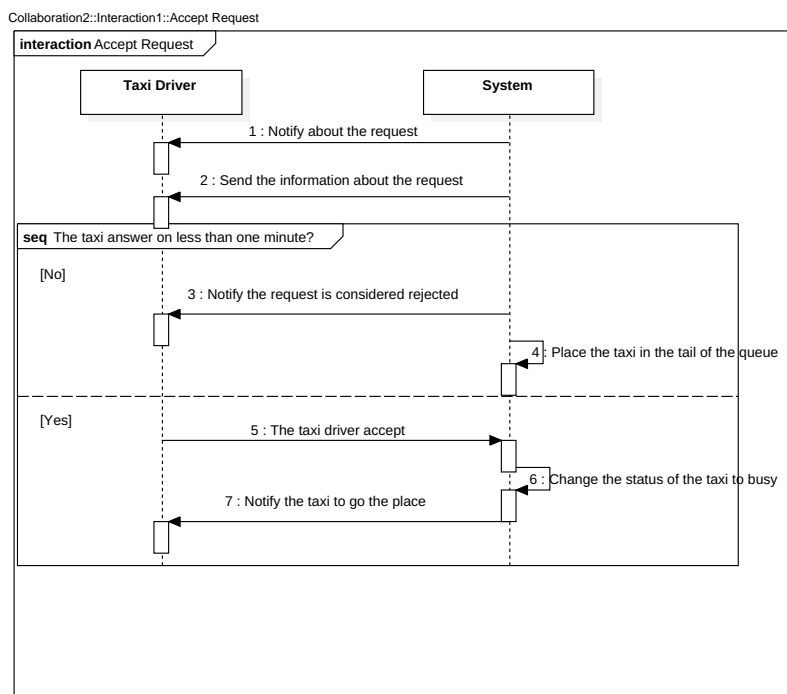 Collaboration2::Interaction1::Accept Request
interaction Accept Request
Taxi Driver
System
1 : Notify about the request
2 : Send the information about the request
seq The taxi answer on less than one minute?
[No]
3 : Notify the request is considered rejected
4 : Place the taxi in the tail of the queue
[Yes]
5 : The taxi driver accept
6 : Change the status of the taxi to busy
7 : Notify the taxi to go the place